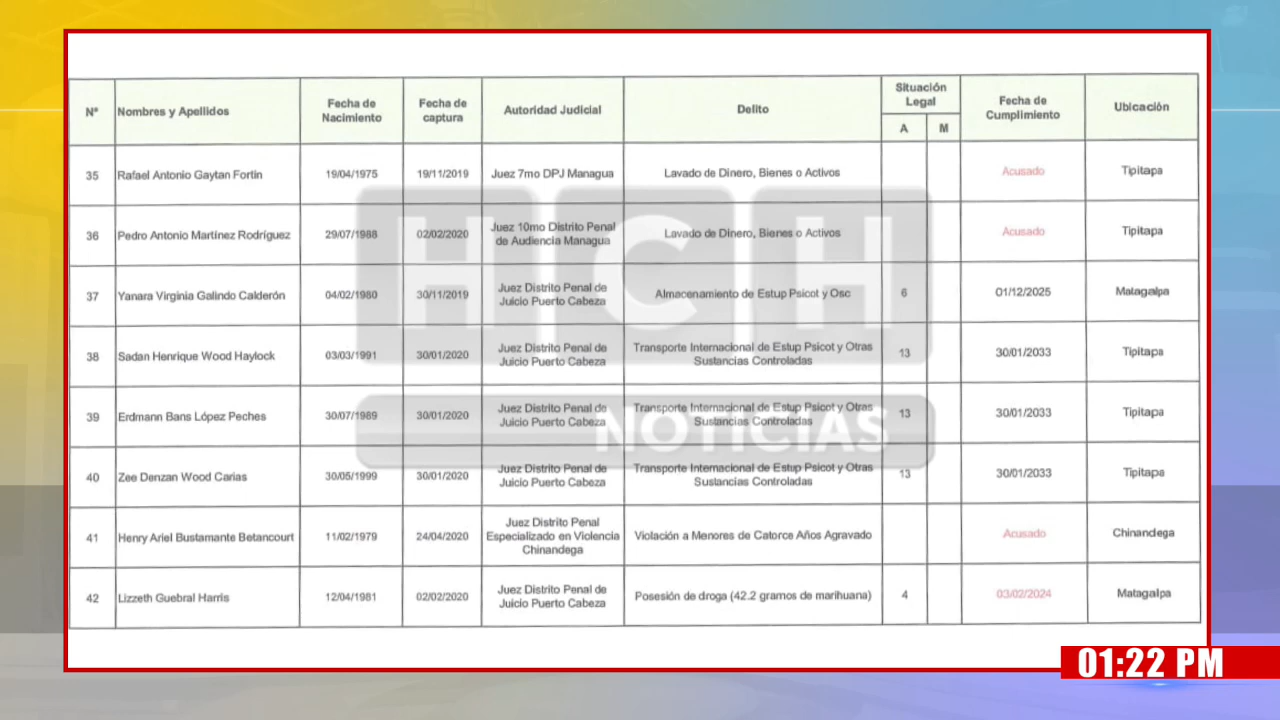 Nº Nombres y Apellidos Fecha de Nacimiento Fecha de captura Autoridad Judicial Delito Situación Legal A M Fecha de Cumplimiento Ubicación
35 Rafael Antonio Gaytan Fortin 19/04/1975 19/11/2019 Juez 7mo DPJ Managua Lavado de Dinero, Bienes o Activos Acusado Tipitapa
36 Pedro Antonio Martínez Rodríguez 29/07/1988 02/02/2020 Juez 10mo Distrito Penal de Audiencia Managua Lavado de Dinero, Bienes o Activos Acusado Tipitapa
37 Yanara Virginia Galindo Calderón 04/02/1980 30/11/2019 Juez Distrito Penal de Juicio Puerto Cabeza Almacenamiento de Estup Psicot y Osc 6 01/12/2025 Matagalpa
38 Sadan Henrique Wood Haylock 03/03/1991 30/01/2020 Juez Distrito Penal de Juicio Puerto Cabeza Transporte Internacional de Estup Psicot y Otras Sustancias Controladas 13 30/01/2033 Tipitapa
39 Erdmann Bans López Peches 30/07/1989 30/01/2020 Juez Distrito Penal de Juicio Puerto Cabeza Transporte Internacional de Estup Psicot y Otras Sustancias Controladas 13 30/01/2033 Tipitapa
40 Zee Denzan Wood Carias 30/05/1999 30/01/2020 Juez Distrito Penal de Juicio Puerto Cabeza Transporte Internacional de Estup Psicot y Otras Sustancias Controladas 13 30/01/2033 Tipitapa
41 Henry Ariel Bustamante Betancourt 11/02/1979 24/04/2020 Juez Distrito Penal Especializado en Violencia Chinandega Violación a Menores de Catorce Años Agravado Acusado Chinandega
42 Lizzeth Guebral Harris 12/04/1981 02/02/2020 Juez Distrito Penal de Juicio Puerto Cabeza Posesión de droga (42.2 gramos de marihuana) 4 03/02/2024 Matagalpa
HCH
NOTICIAS
01:22 PM